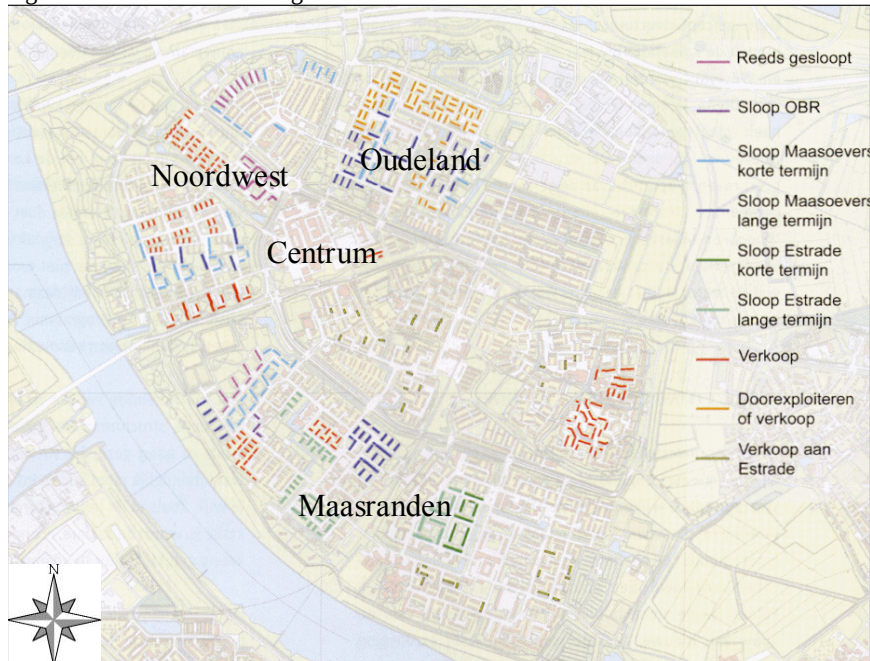 Reeds gesloopt
Sloop OBR
Sloop Maasoevers
korte termijn
Sloop Maasoevers
lange termijn
Sloop Estrade
korte termijn
Sloop Estrade
lange termijn
Verkoop
Doorexploiteren
of verkoop
Verkoop aan
Estrade
Oudeland
Noordwest
Centrum
Maasranden
N